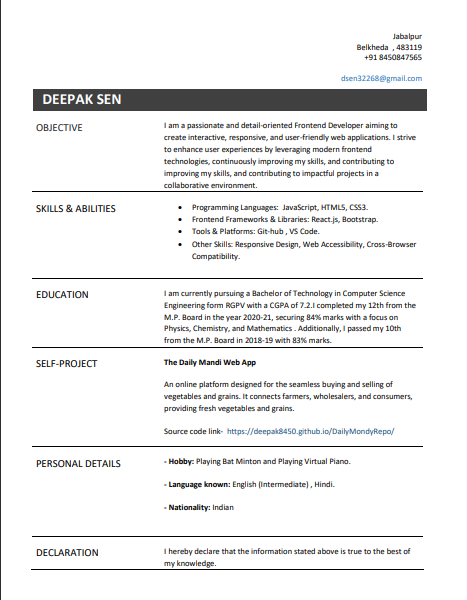 Jabalpur
Belkheda , 483119
+91 8450847565
dsen32268@gmail.com
DEEPAK SEN
OBJECTIVE
I am a passionate and detail-oriented Frontend Developer aiming to
create interactive, responsive, and user-friendly web applications. I strive
to enhance user experiences by leveraging modern frontend
technologies, continuously improving my skills, and contributing to
improving my skills, and contributing to impactful projects in a
collaborative environment.
SKILLS & ABILITIES
• Programming Languages: JavaScript, HTML5, CSS3.
• Frontend Frameworks & Libraries: React.js, Bootstrap.
• Tools & Platforms: Git-hub , VS Code.
• Other Skills: Responsive Design, Web Accessibility, Cross-Browser
Compatibility.
EDUCATION
I am currently pursuing a Bachelor of Technology in Computer Science
Engineering form RGPV with a CGPA of 7.2.I completed my 12th from the
M.P. Board in the year 2020-21, securing 84% marks with a focus on
Physics, Chemistry, and Mathematics . Additionally, I passed my 10th
from the M.P. Board in 2018-19 with 83% marks.
SELF-PROJECT
The Daily Mandi Web App
An online platform designed for the seamless buying and selling of
vegetables and grains. It connects farmers, wholesalers, and consumers,
providing fresh vegetables and grains.
Source code link- https://deepak8450.github.io/DailyMondyRepo/
PERSONAL DETAILS
- Hobby: Playing Bat Minton and Playing Virtual Piano.
- Language known: English (Intermediate) , Hindi.
- Nationality: Indian
DECLARATION
I hereby declare that the information stated above is true to the best of
my knowledge.